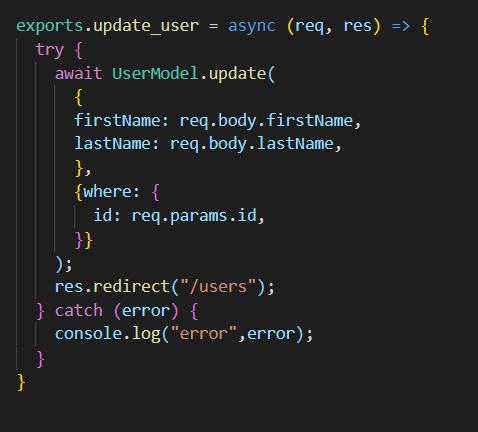 exports.update_user = async (req, res) => {
try {
await UserModel.update(
{
firstName: req.body.firstName,
lastName: req.body.lastName,
},
{where: {
id: req.params.id,
}}
);
res.redirect("/users");
} catch (error) {
console.log("error",error);
}
}